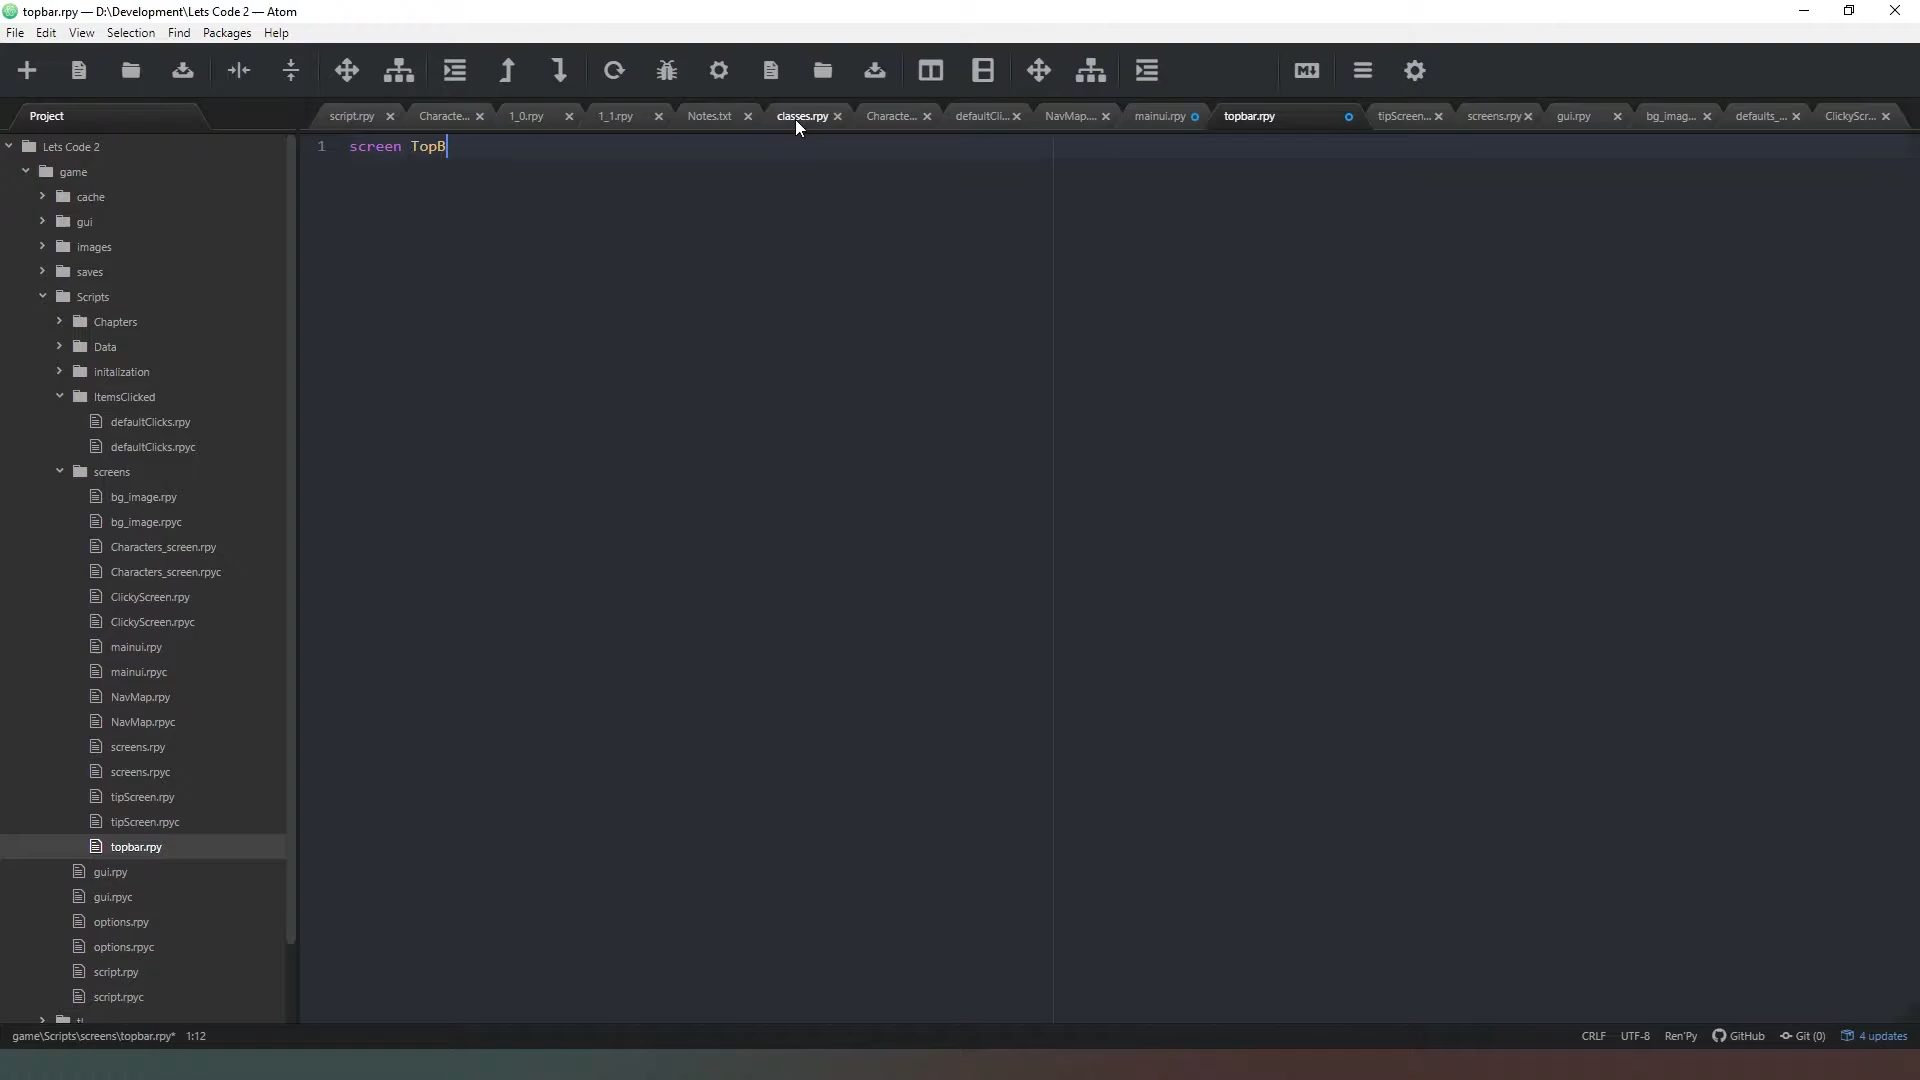 topbar.rpy — D:\Development\Lets Code 2 — Atom
File Edit View Selection Find Packages Help
Project
script.rpy Characte... 1_0.rpy 1_1.rpy Notes.txt classes.rpy Characte... defaultCli... NavMap.... mainui.rpy topbar.rpy tipScreen... screens.rpy gui.rpy bg_imag... defaults_... ClickyScr...
Lets Code 2
1 screen TopB
game
cache
gui
images
saves
Scripts
Chapters
Data
initalization
ItemsClicked
defaultClicks.rpy
defaultClicks.rpyc
screens
bg_image.rpy
bg_image.rpyc
Characters_screen.rpy
Characters_screen.rpyc
ClickyScreen.rpy
ClickyScreen.rpyc
mainui.rpy
mainui.rpyc
NavMap.rpy
NavMap.rpyc
screens.rpy
screens.rpyc
tipScreen.rpy
tipScreen.rpyc
topbar.rpy
gui.rpy
gui.rpyc
options.rpy
options.rpyc
script.rpy
script.rpyc
game\Scripts\screens\topbar.rpy* 1:12 CRLF UTF-8 Ren'Py GitHub Git (0) 4 updates